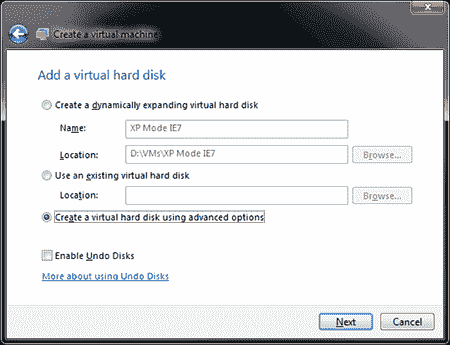 Create a virtual machine
Add a virtual hard disk
Create a dynamically expanding virtual hard disk
Name: XP Mode IE7
Location: D:\VMs\XP Mode IE7 Browse...
Use an existing virtual hard disk
Location: Browse...
Create a virtual hard disk using advanced options
Enable Undo Disks
More about using Undo Disks
Next Cancel